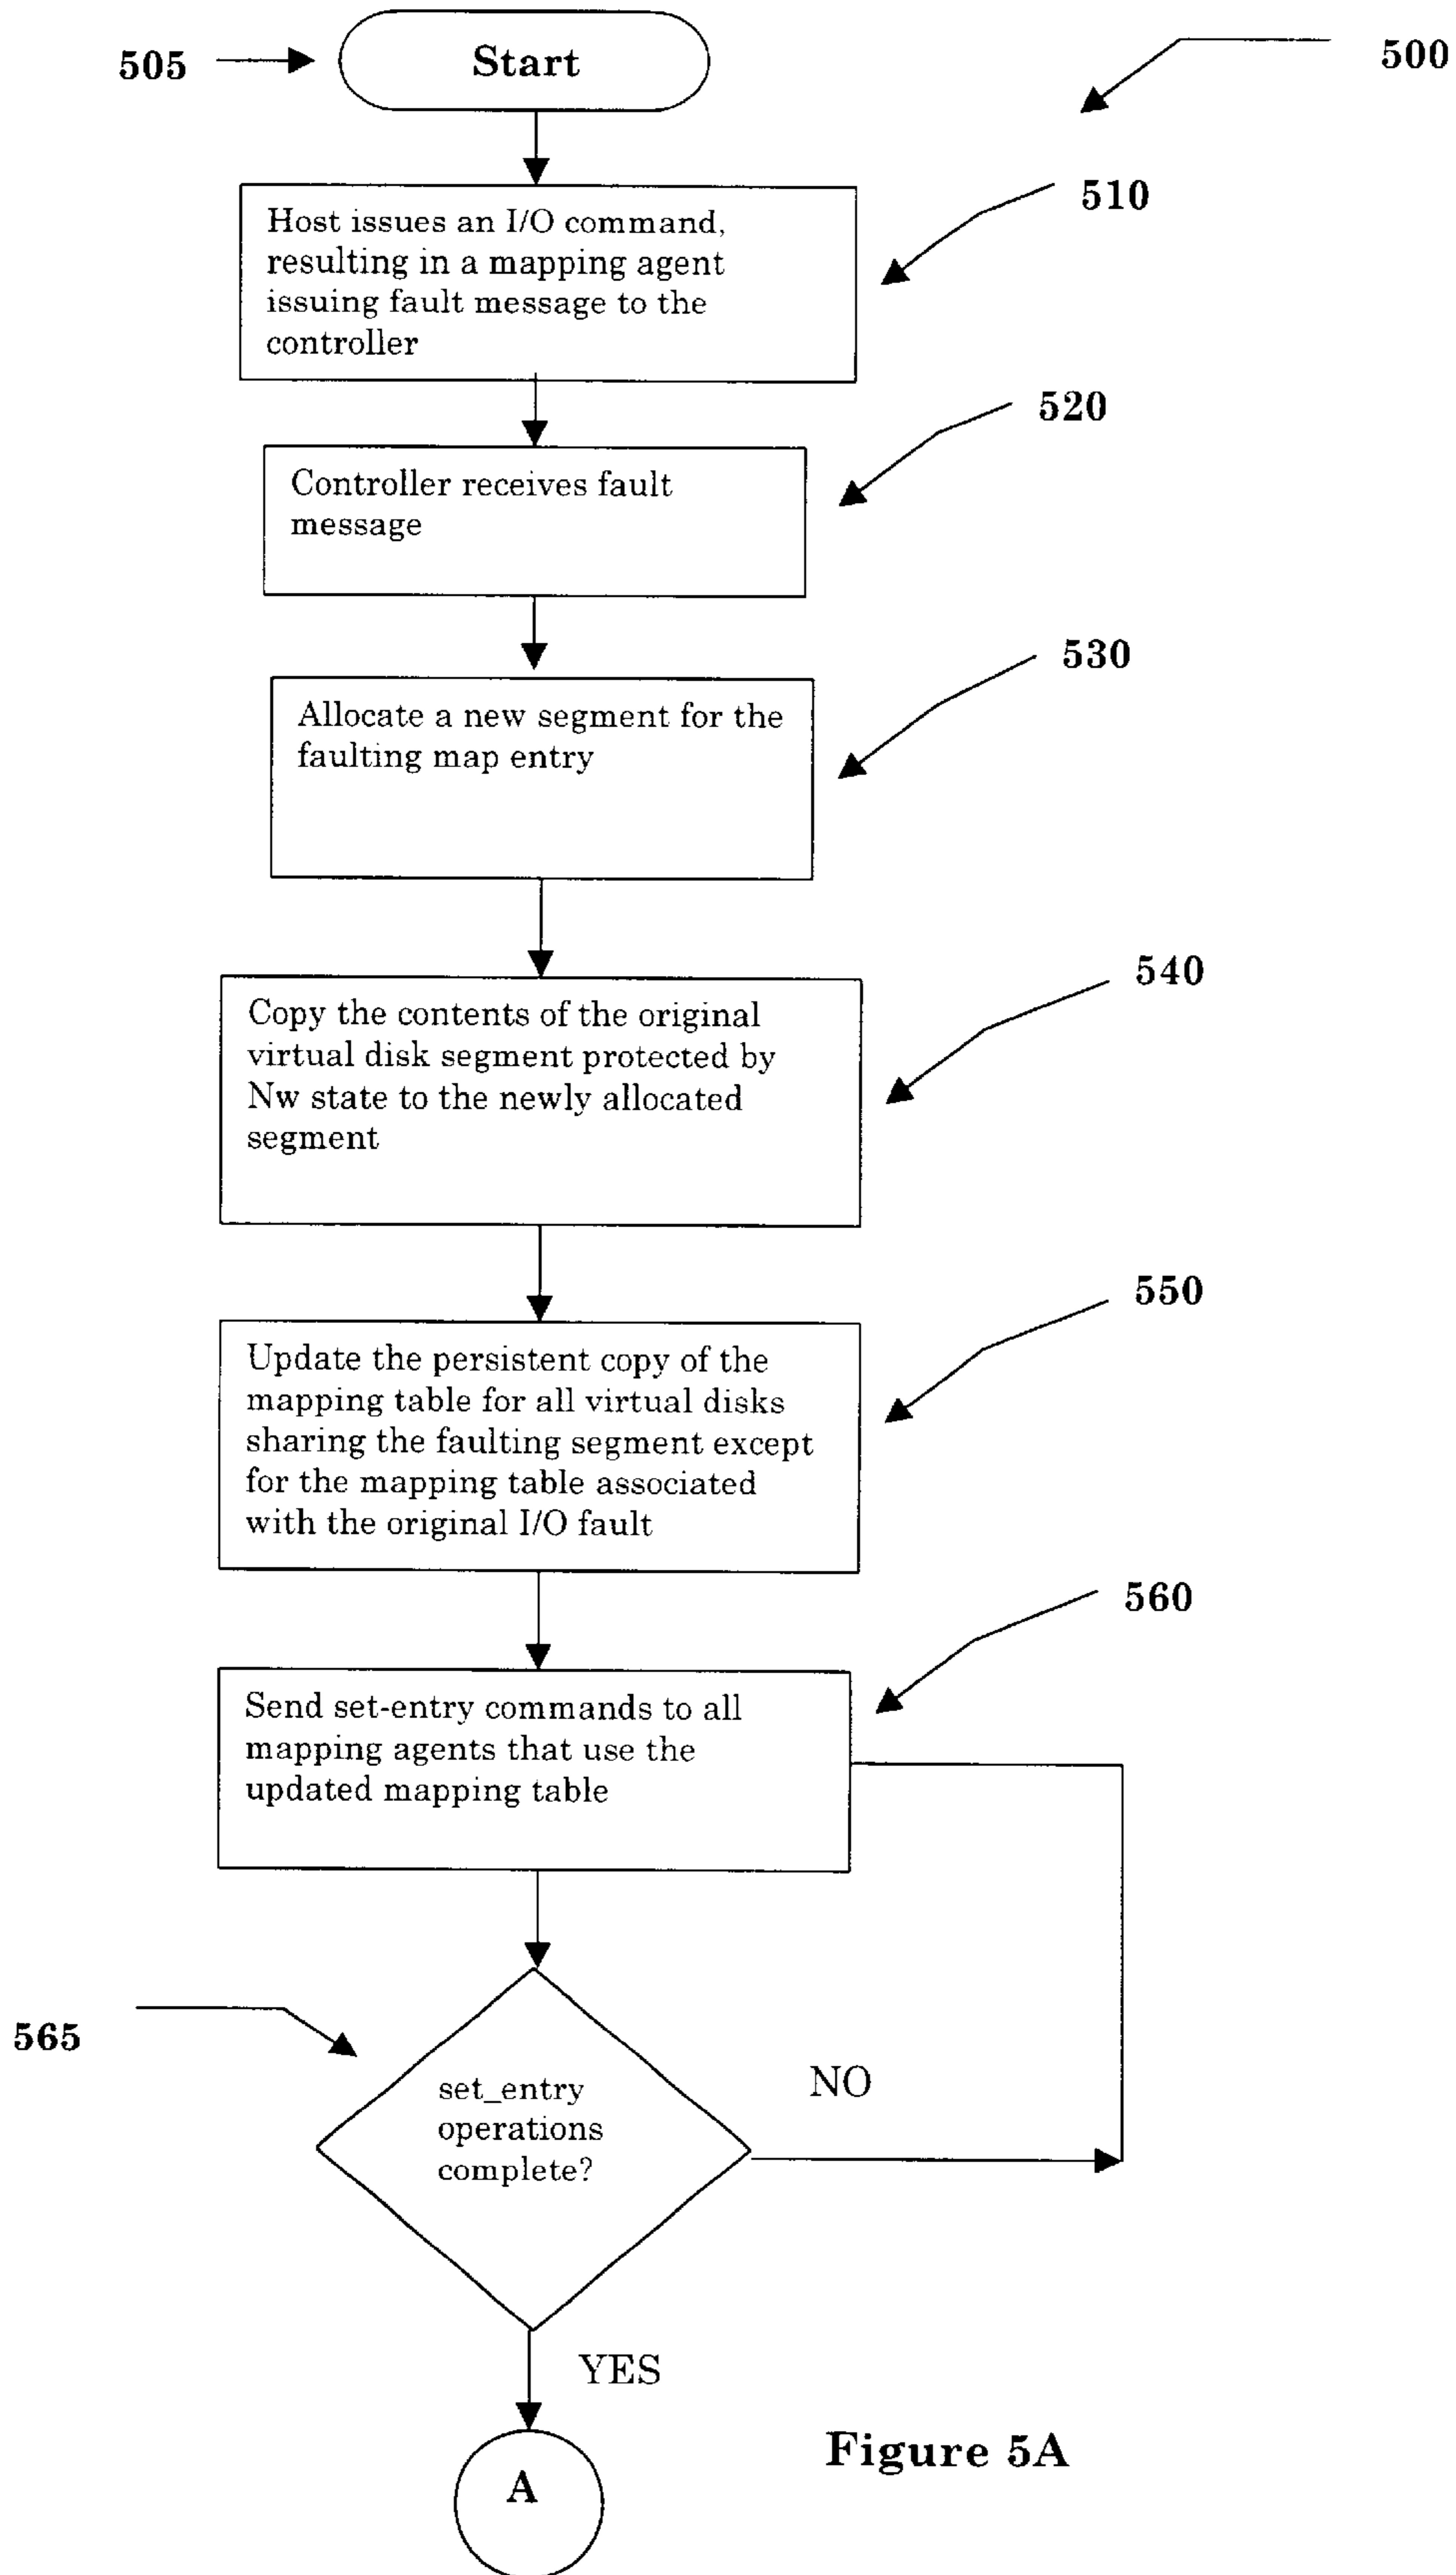 505
Start
500
510
Host issues an I/O command,
resulting in a mapping agent
issuing fault message to the
controller
520
Controller receives fault
message
530
Allocate a new segment for the
faulting map entry
540
Copy the contents of the original
virtual disk segment protected by
Nw state to the newly allocated
segment
550
Update the persistent copy of the
mapping table for all virtual disks
sharing the faulting segment except
for the mapping table associated
with the original I/O fault
560
Send set-entry commands to all
mapping agents that use the
updated mapping table
565
set_entry
operations
complete?
NO
YES
Figure 5A
A